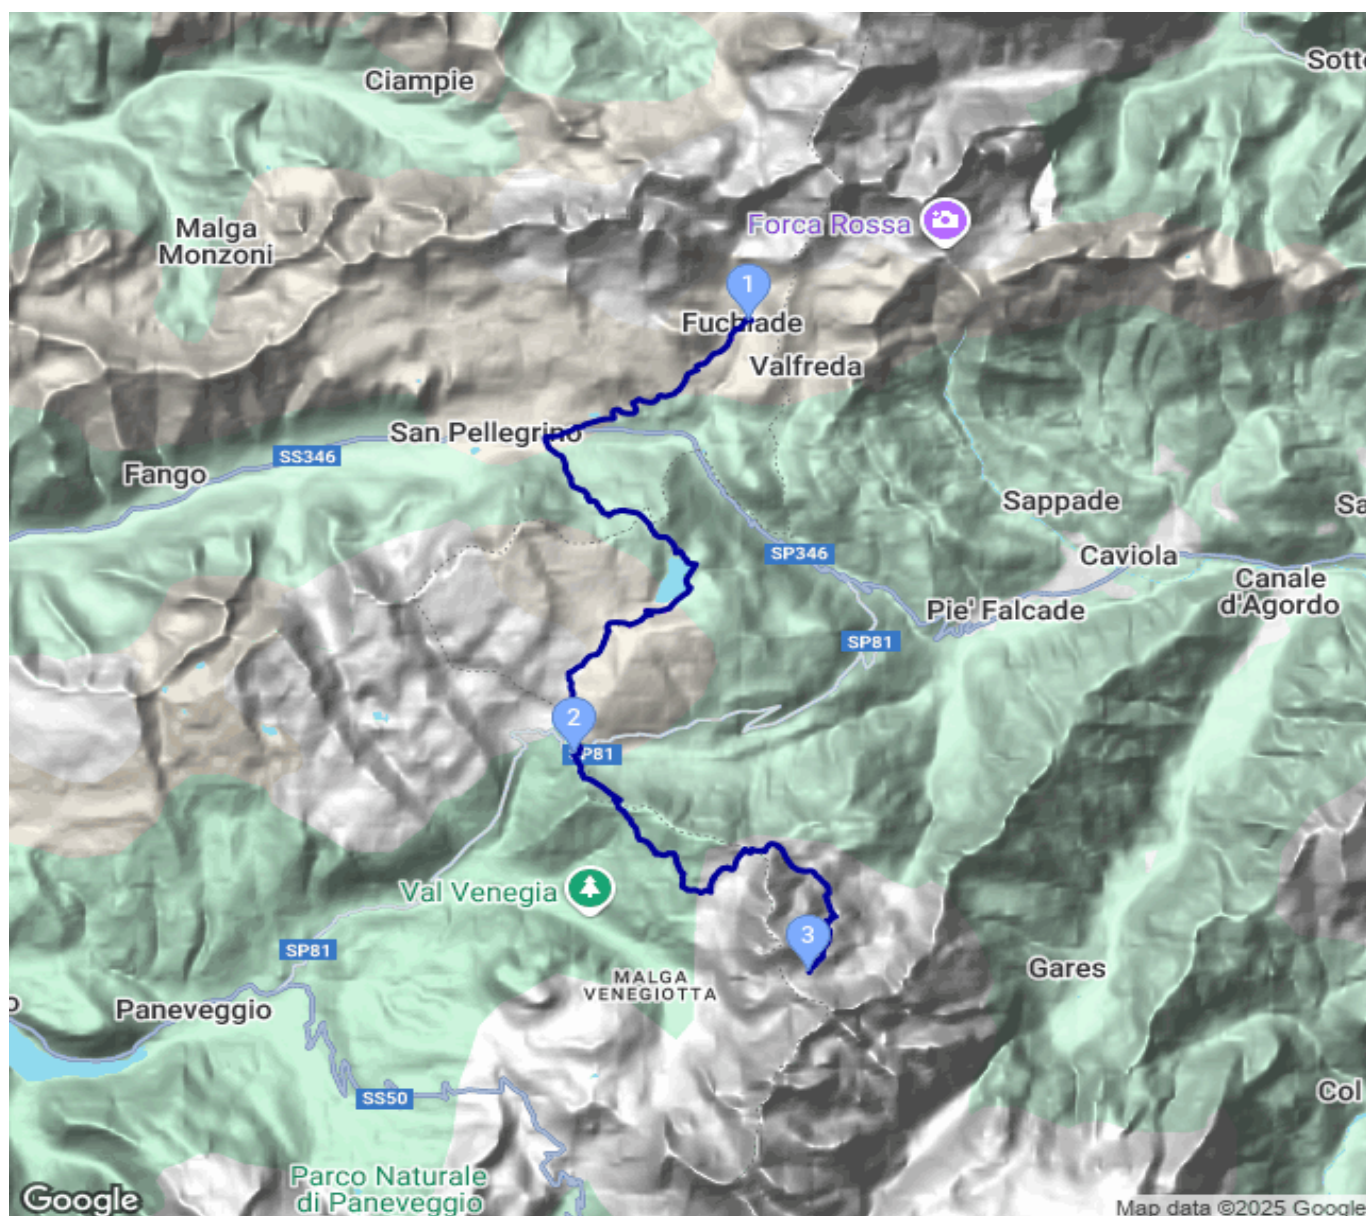 Sotto
Ciampie
Malga
Monzoni
Forca Rossa
1
Fuchiade
Valfreda
San Pellegrino
SS346
Fango
Sappade
Sa
SP346
Caviola
Canale
d'Agordo
Pie' Falcade
SP81
2
SP81
Val Venegia
3
SP81
MALGA
VENEGIOTTA
Gares
Paneveggio
SS50
Col
Parco Naturale
di Paneveggio
Google
Map data ©2025 Google